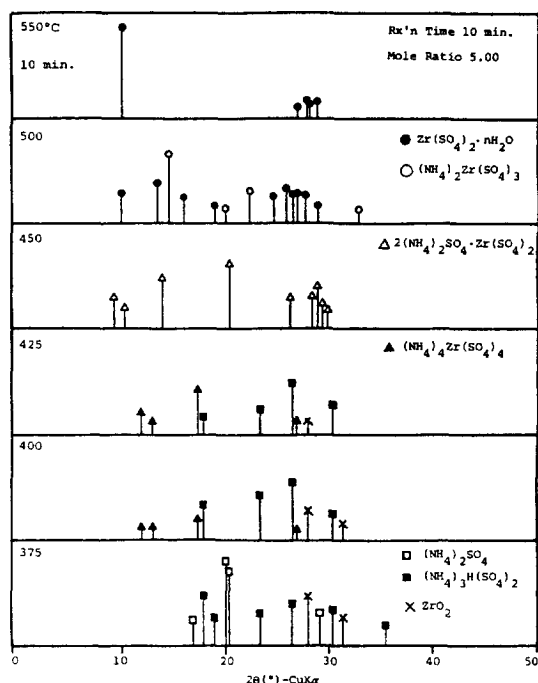 550°C
Rx'n Time 10 min.
10 min.
Mole Ratio 5.00
500
● Zr(SO4)2·nH2O
○ (NH4)2Zr(SO4)3
450
△ 2(NH4)2SO4·Zr(SO4)2
425
▲ (NH4)4Zr(SO4)4
400
375
□ (NH4)2SO4
■ (NH4)3H(SO4)2
× ZrO2
0 10 20 30 40 50
2θ(°)-CuKα